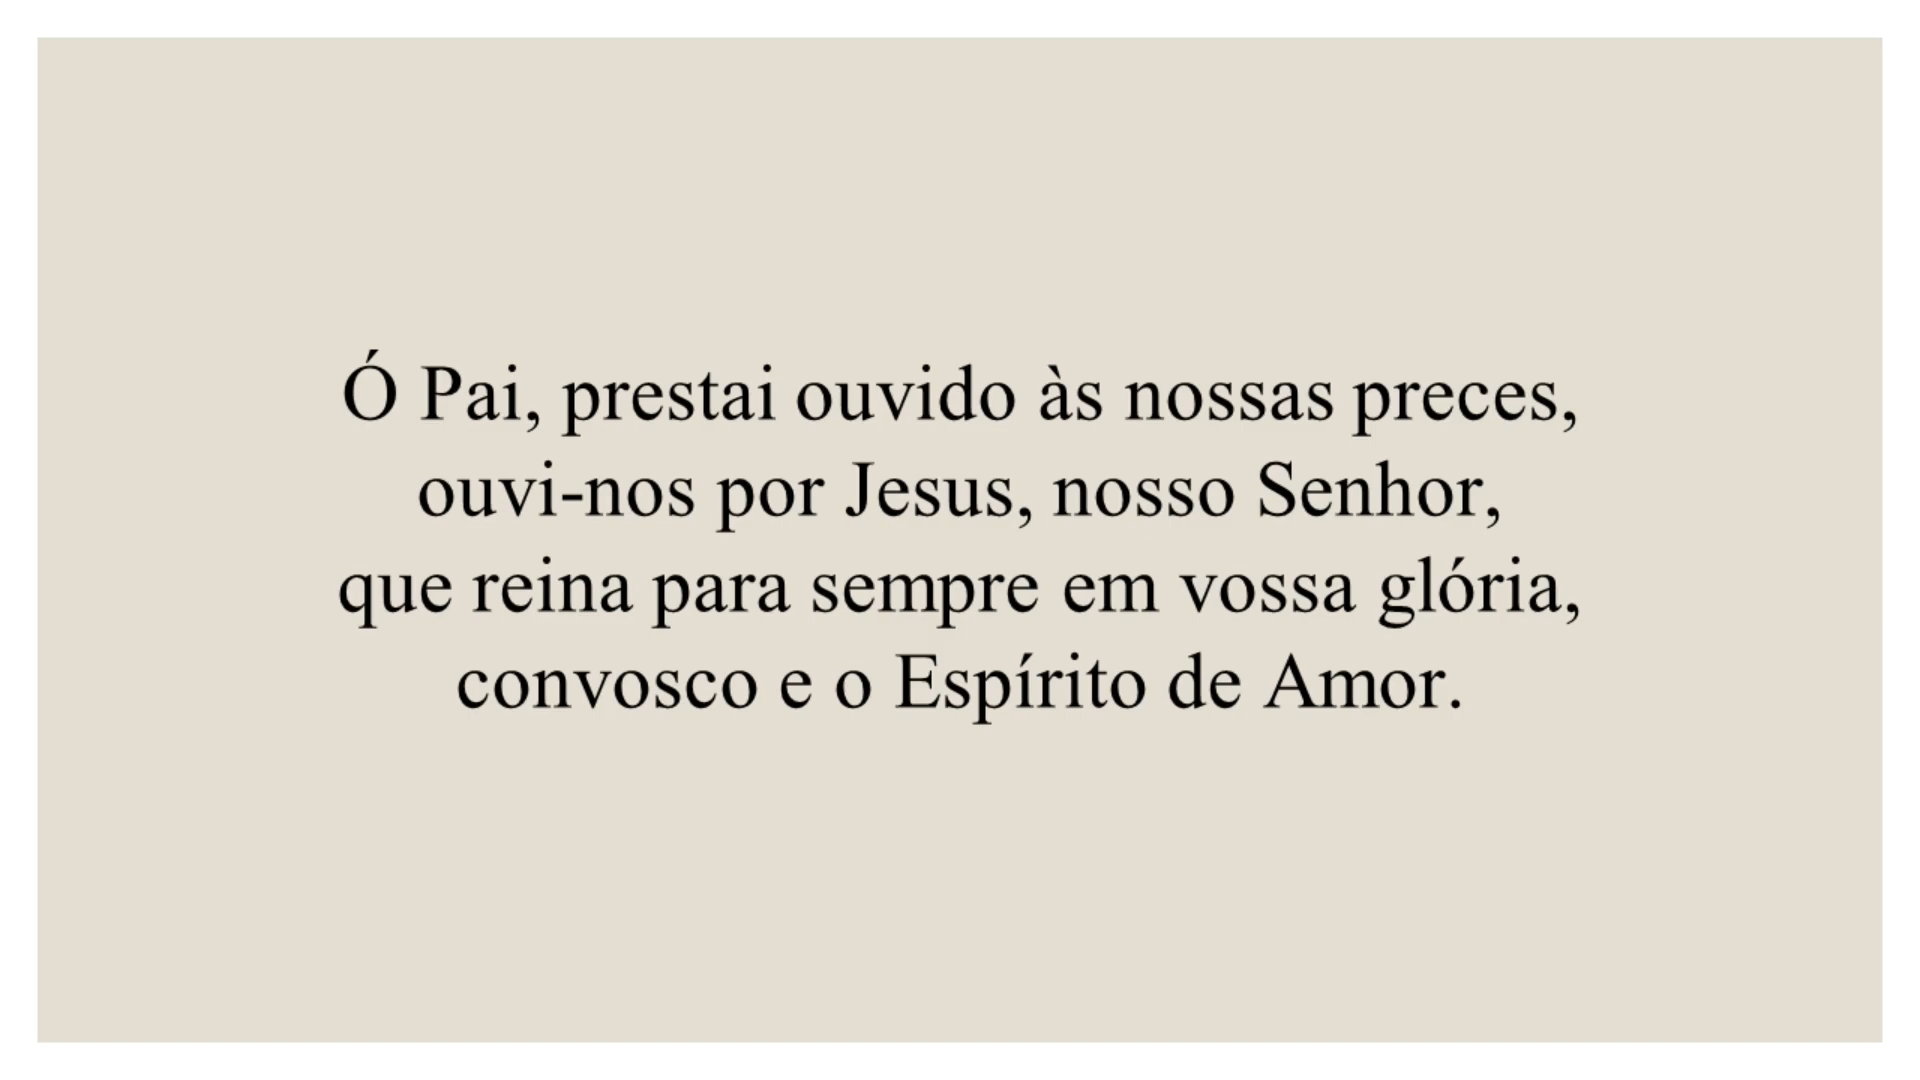 Ó Pai, prestai ouvido às nossas preces,
ouvi-nos por Jesus, nosso Senhor,
que reina para sempre em vossa glória,
convosco e o Espírito de Amor.